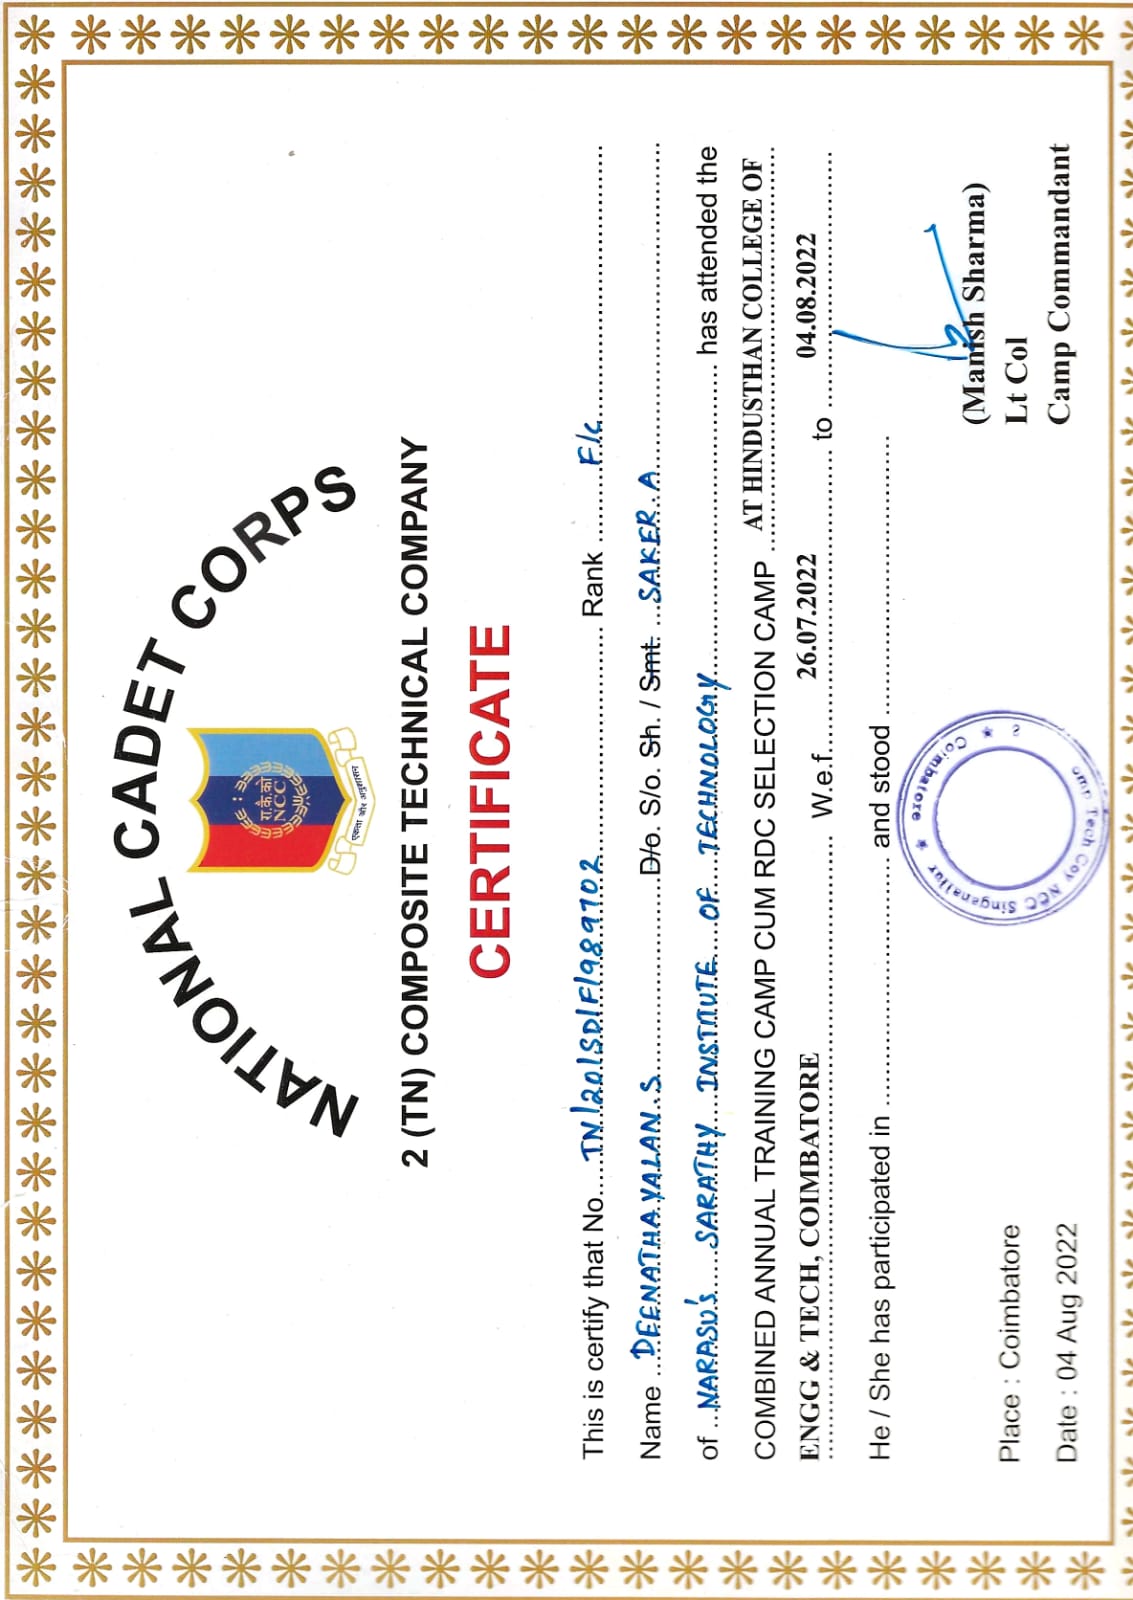 NATIONAL CADET CORPS
रा.कै.को
NCC
एकता और अनुशासन
2 (TN) COMPOSITE TECHNICAL COMPANY
CERTIFICATE
This is certify that No....TN/20/SD/F/989702.... Rank ....F/C....
Name ...DEENATHAYALAN.S....D/o. S/o. Sh. / Smt. ...SAKER.A....
of ...NARASU'S SARATHY INSTITUTE OF TECHNOLOGY.... has attended the
COMBINED ANNUAL TRAINING CAMP CUM RDC SELECTION CAMP AT HINDUSTHAN COLLEGE OF
ENGG & TECH, COIMBATORE W.e.f. 26.07.2022 to 04.08.2022
He / She has participated in .............................. and stood ..................................
2 Comp Tech Coy NCC Singanallur ★ Coimbatore ★
Place : Coimbatore
Date : 04 Aug 2022
(Manish Sharma)
Lt Col
Camp Commandant